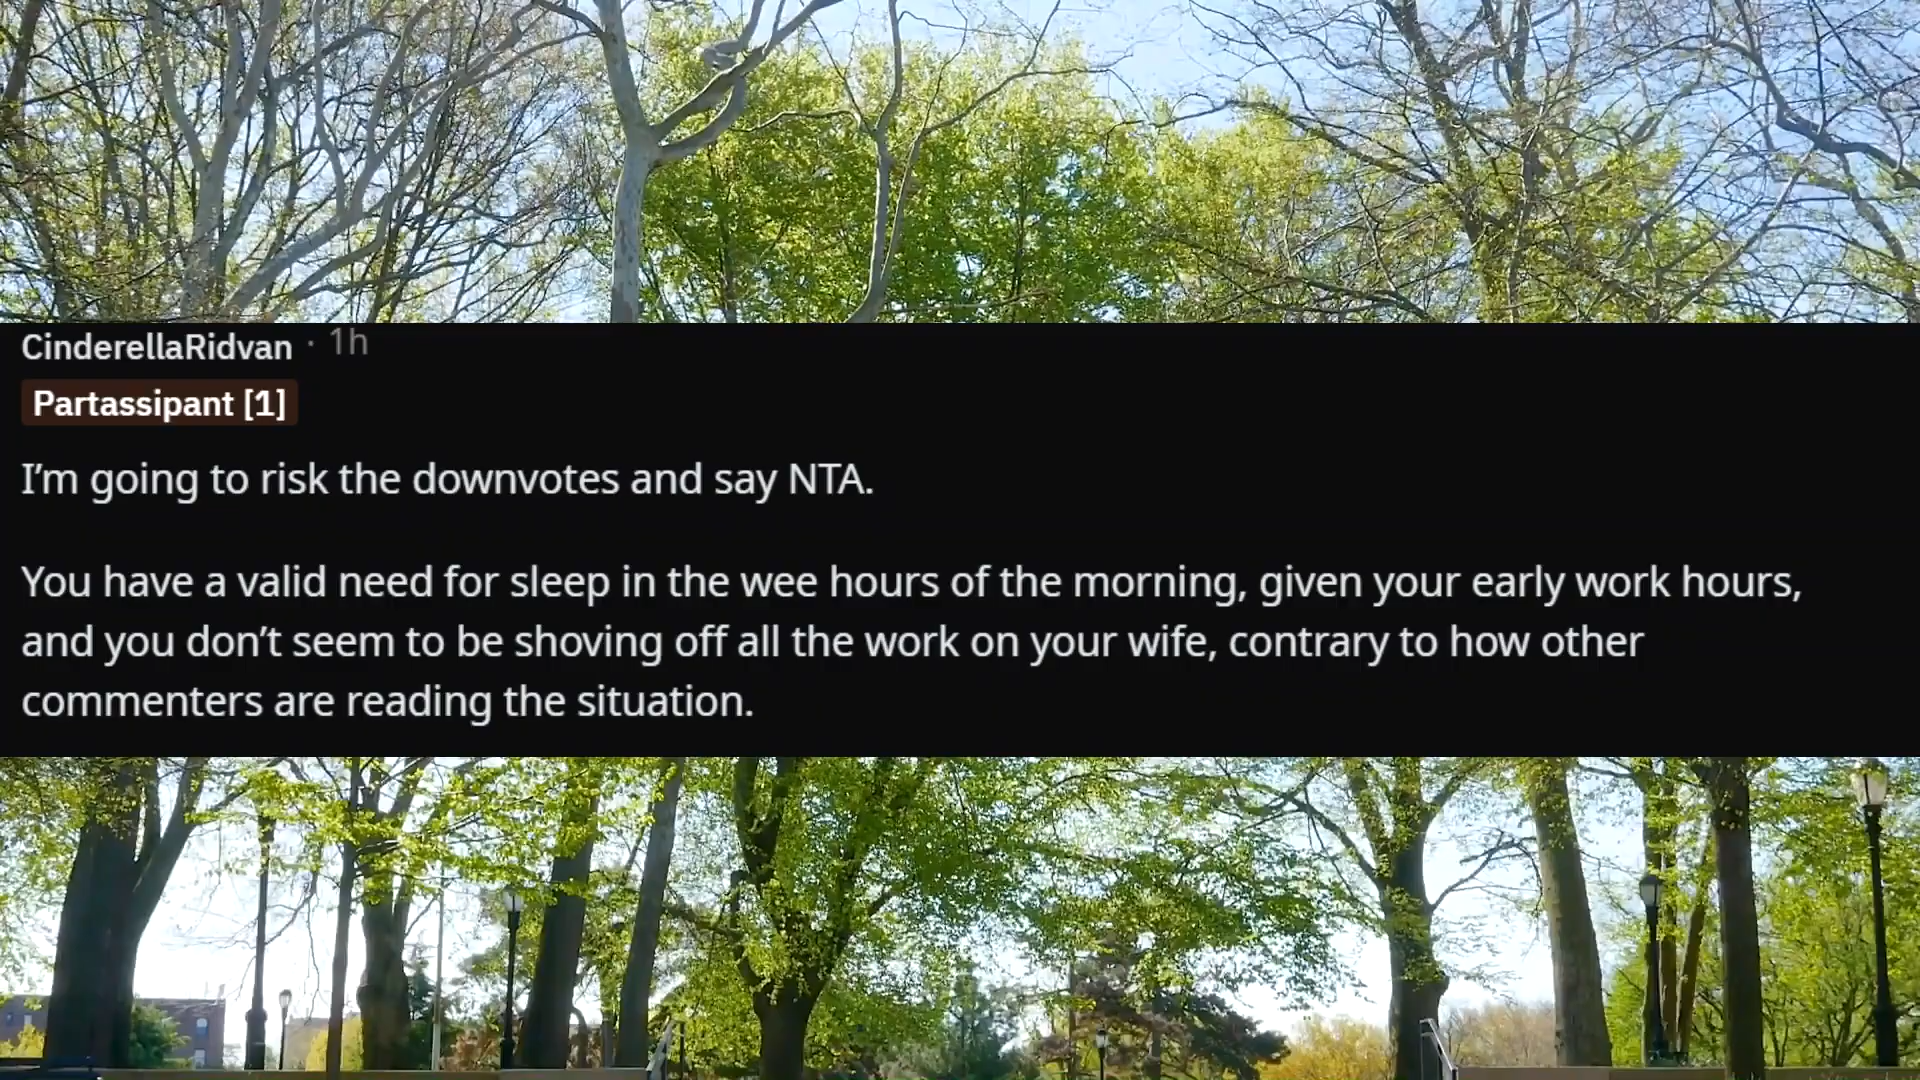 CinderellaRidvan · 1h
Partassipant [1]
I’m going to risk the downvotes and say NTA.
You have a valid need for sleep in the wee hours of the morning, given your early work hours,
and you don’t seem to be shoving off all the work on your wife, contrary to how other
commenters are reading the situation.